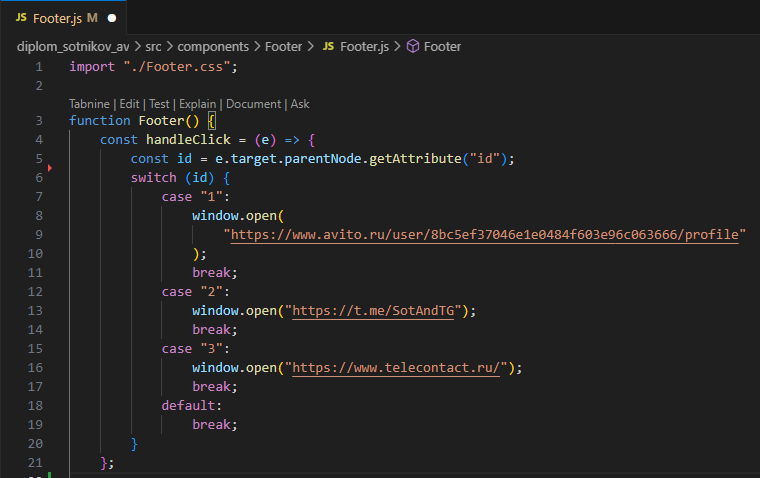 JS Footer.js M
diplom_sotnikov_av > src > components > Footer > JS Footer.js > Footer
1 import "./Footer.css";
2
Tabnine | Edit | Test | Explain | Document | Ask
3 function Footer() {
4 const handleClick = (e) => {
5 const id = e.target.parentNode.getAttribute("id");
6 switch (id) {
7 case "1":
8 window.open(
9 "https://www.avito.ru/user/8bc5ef37046e1e0484f603e96c063666/profile"
10 );
11 break;
12 case "2":
13 window.open("https://t.me/SotAndTG");
14 break;
15 case "3":
16 window.open("https://www.telecontact.ru/");
17 break;
18 default:
19 break;
20 }
21 };